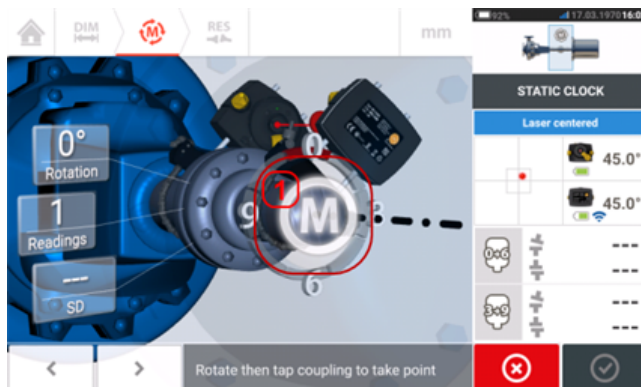 DIM
M
RES
mm
92%
17.03.1970 16:0
STATIC CLOCK
Laser centered
45.0°
45.0°
0°
Rotation
1
Readings
---
SD
0
1
M
9
3
6
0:6
---
---
3:9
---
---
Rotate then tap coupling to take point